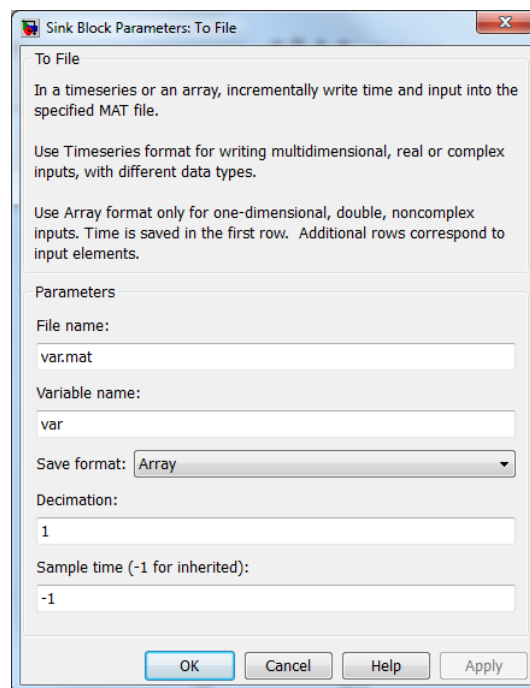 Sink Block Parameters: To File
To File
In a timeseries or an array, incrementally write time and input into the
specified MAT file.
Use Timeseries format for writing multidimensional, real or complex
inputs, with different data types.
Use Array format only for one-dimensional, double, noncomplex
inputs. Time is saved in the first row.  Additional rows correspond to
input elements.
Parameters
File name:
var.mat
Variable name:
var
Save format: Array
Decimation:
1
Sample time (-1 for inherited):
-1
OK Cancel Help Apply